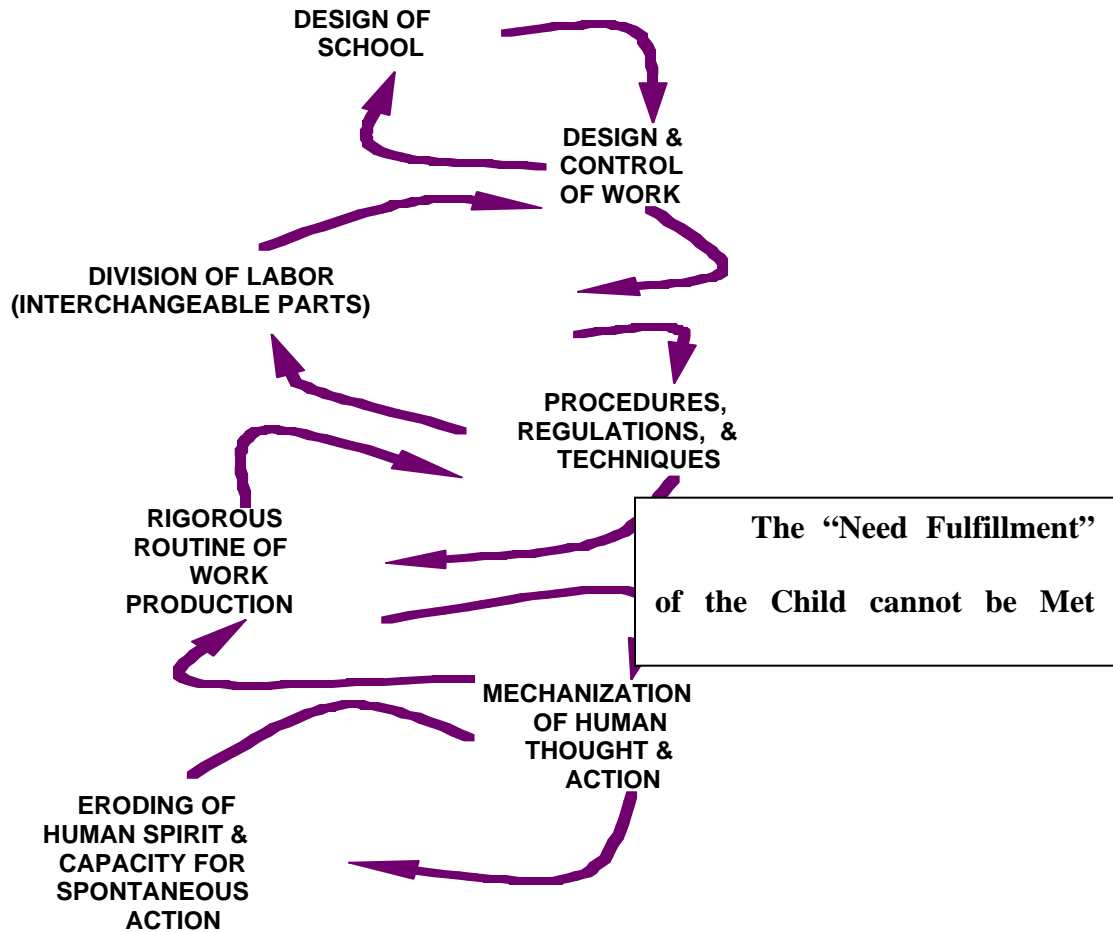 DESIGN OF
SCHOOL
DESIGN &
CONTROL
OF WORK
DIVISION OF LABOR
(INTERCHANGEABLE PARTS)
PROCEDURES,
REGULATIONS, &
TECHNIQUES
RIGOROUS
ROUTINE OF
WORK
PRODUCTION
The “Need Fulfillment”
of the Child cannot be Met
MECHANIZATION
OF HUMAN
THOUGHT &
ACTION
ERODING OF
HUMAN SPIRIT &
CAPACITY FOR
SPONTANEOUS
ACTION